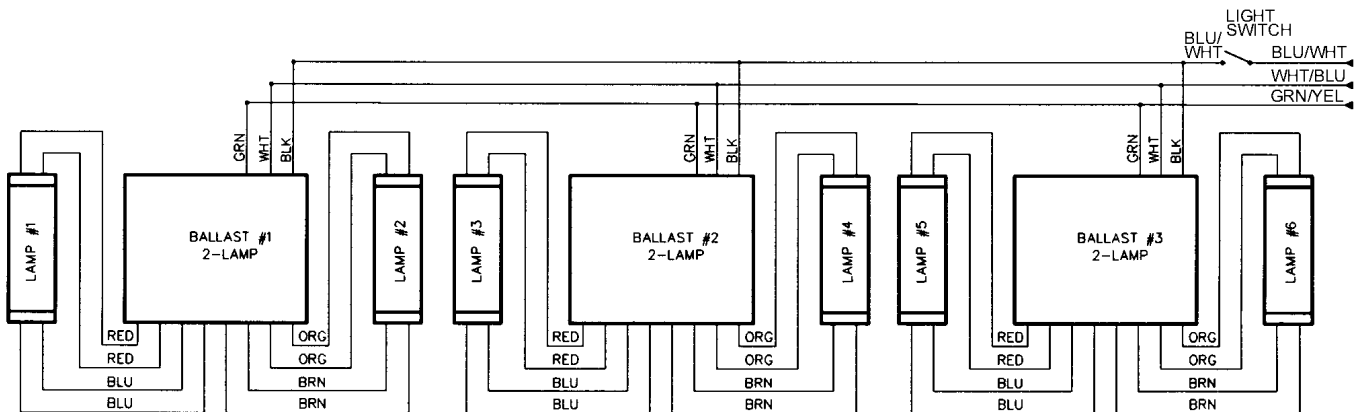 LIGHT
SWITCH
BLU/
WHT
BLU/WHT
WHT/BLU
GRN/YEL
GRN
WHT
BLK
GRN
WHT
BLK
GRN
WHT
BLK
LAMP #1
BALLAST #1
2-LAMP
LAMP #2
LAMP #3
BALLAST #2
2-LAMP
LAMP #4
LAMP #5
BALLAST #3
2-LAMP
LAMP #6
RED
ORG
RED
ORG
RED
ORG
RED
ORG
RED
ORG
RED
ORG
BLU
BRN
BLU
BRN
BLU
BRN
BLU
BRN
BLU
BRN
BLU
BRN